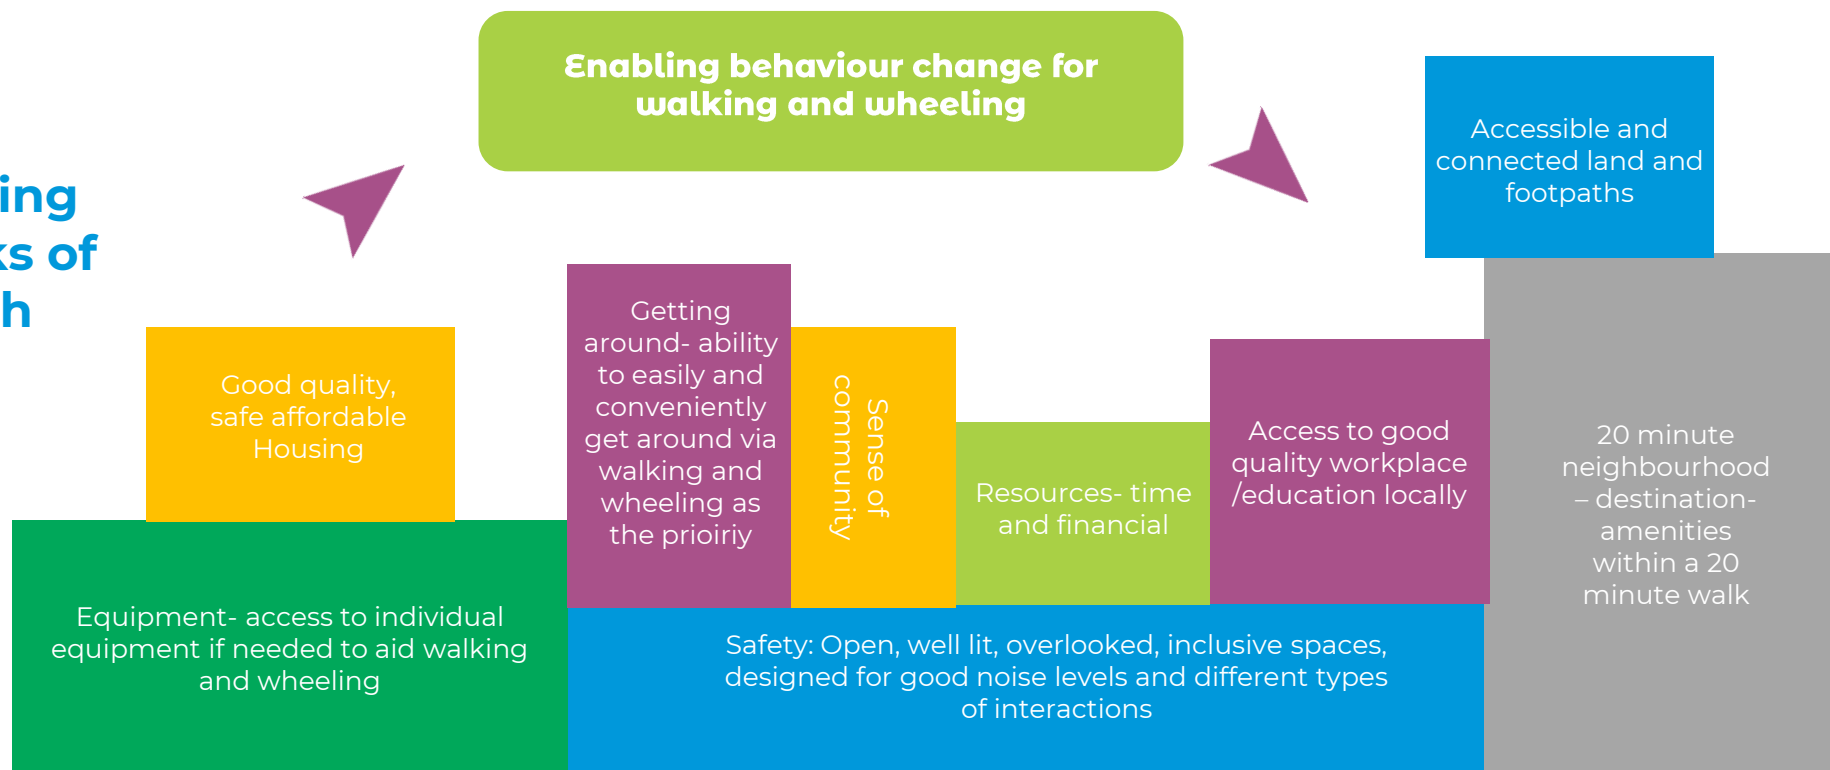 Enabling behaviour change for
walking and wheeling
ing
ks of
h
Accessible and
connected land and
footpaths
Good quality,
safe affordable
Housing
Getting
around- ability
to easily and
conveniently
get around via
walking and
wheeling as
the prioiriy
Sense of
community
Resources- time
and financial
Access to good
quality workplace
/education locally
20 minute
neighbourhood
– destination-
amenities
within a 20
minute walk
Equipment- access to individual
equipment if needed to aid walking
and wheeling
Safety: Open, well lit, overlooked, inclusive spaces,
designed for good noise levels and different types
of interactions